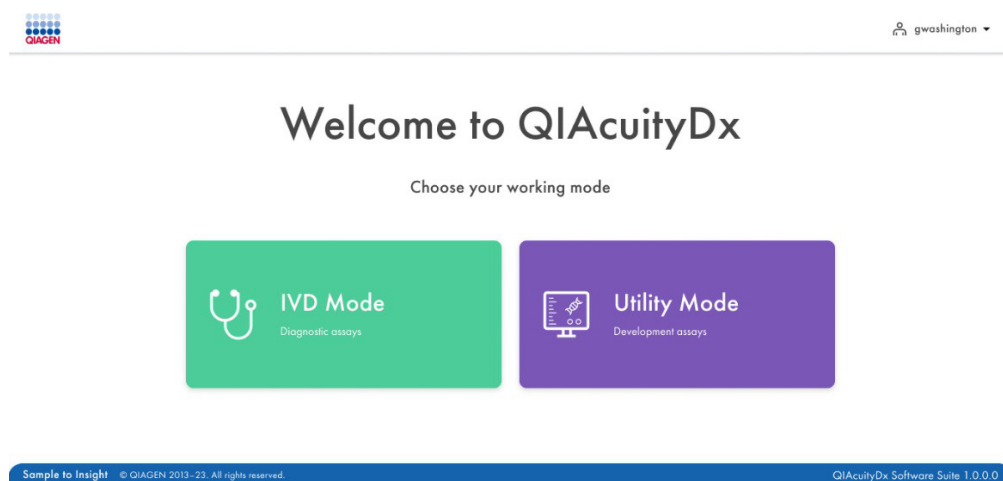 QIAGEN
gwashington
Welcome to QIAcuityDx
Choose your working mode
IVD Mode
Diagnostic assays
Utility Mode
Development assays
Sample to Insight © QIAGEN 2013–23. All rights reserved. QIAcuityDx Software Suite 1.0.0.0